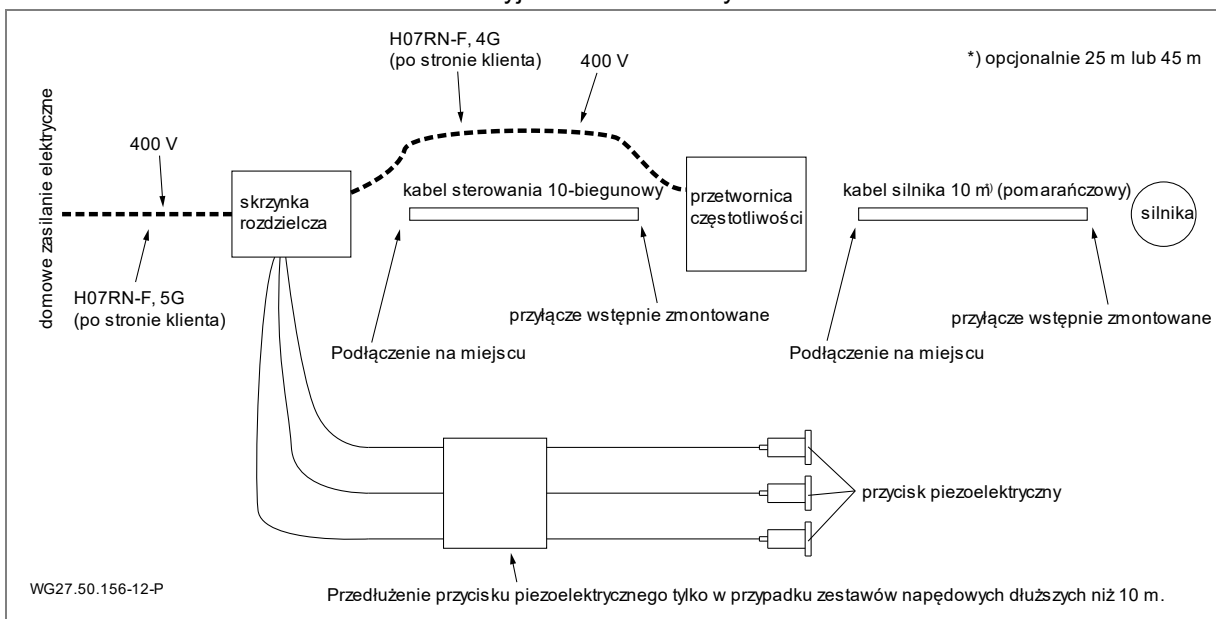 H07RN-F, 4G
(po stronie klienta)
400 V
*) opcjonalnie 25 m lub 45 m
domowe zasilanie elektryczne
400 V
skrzynka
rozdzielcza
kabel sterowania 10-biegunowy
przetwornica
częstotliwości
kabel silnika 10 m*) (pomarańczowy)
silnika
H07RN-F, 5G
(po stronie klienta)
przyłącze wstępnie zmontowane
przyłącze wstępnie zmontowane
Podłączenie na miejscu
Podłączenie na miejscu
przycisk piezoelektryczny
WG27.50.156-12-P
Przedłużenie przycisku piezoelektrycznego tylko w przypadku zestawów napędowych dłuższych niż 10 m.